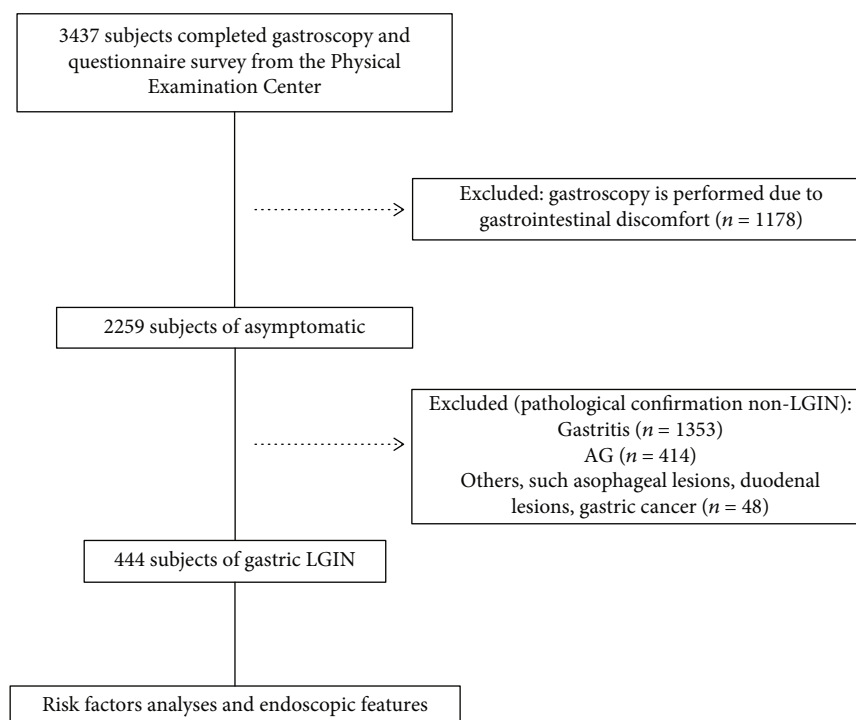 3437 subjects completed gastroscopy and
questionnaire survey from the Physical
Examination Center
Excluded: gastroscopy is performed due to
gastrointestinal discomfort (n = 1178)
2259 subjects of asymptomatic
Excluded (pathological confirmation non-LGIN):
Gastritis (n = 1353)
AG (n = 414)
Others, such asophageal lesions, duodenal
lesions, gastric cancer (n = 48)
444 subjects of gastric LGIN
Risk factors analyses and endoscopic features